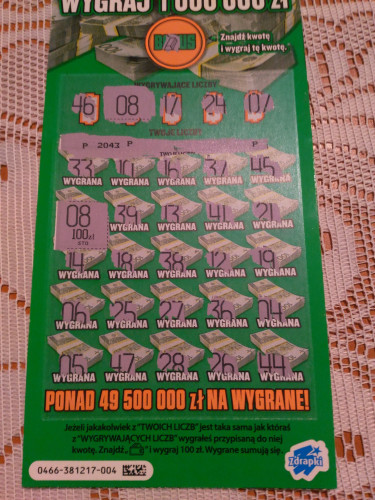 WYGRAJ 1 000 000 zł
Znajdź kwotę
i wygraj tę kwotę.
WYGRYWAJĄCE LICZBY
46 08 17 24 07
TWOJE LICZBY
P 2043 P P
33 10 16 37 45
WYGRANA WYGRANA WYGRANA WYGRANA WYGRANA
08 39 13 41 21
100zł
STO
WYGRANA WYGRANA WYGRANA WYGRANA
14 18 38 12 19
WYGRANA WYGRANA WYGRANA WYGRANA WYGRANA
06 25 27 36 04
WYGRANA WYGRANA WYGRANA WYGRANA WYGRANA
05 47 28 26 44
WYGRANA WYGRANA WYGRANA WYGRANA WYGRANA
PONAD 49 500 000 zł NA WYGRANE!
Jeżeli jakakolwiek z "TWOICH LICZB" jest taka sama jak któraś
z "WYGRYWAJĄCYCH LICZB" wygrałeś przypisaną do niej
kwotę. Znajdź i wygraj 100 zł. Wygrane sumują się.
0466-381217-004
Zdrapki